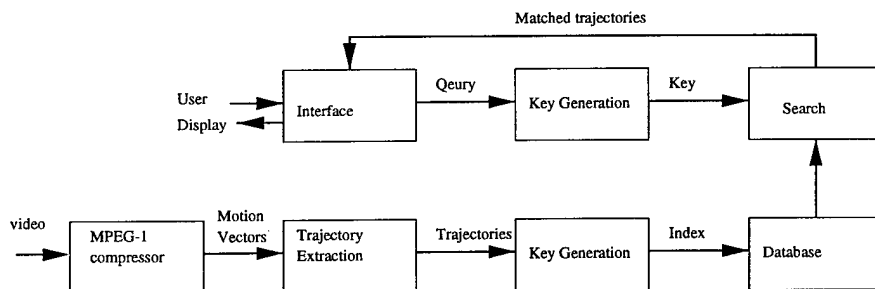 Matched trajectories
User
Display
Interface
Qeury
Key Generation
Key
Search
video
MPEG-1
compressor
Motion
Vectors
Trajectory
Extraction
Trajectories
Key Generation
Index
Database